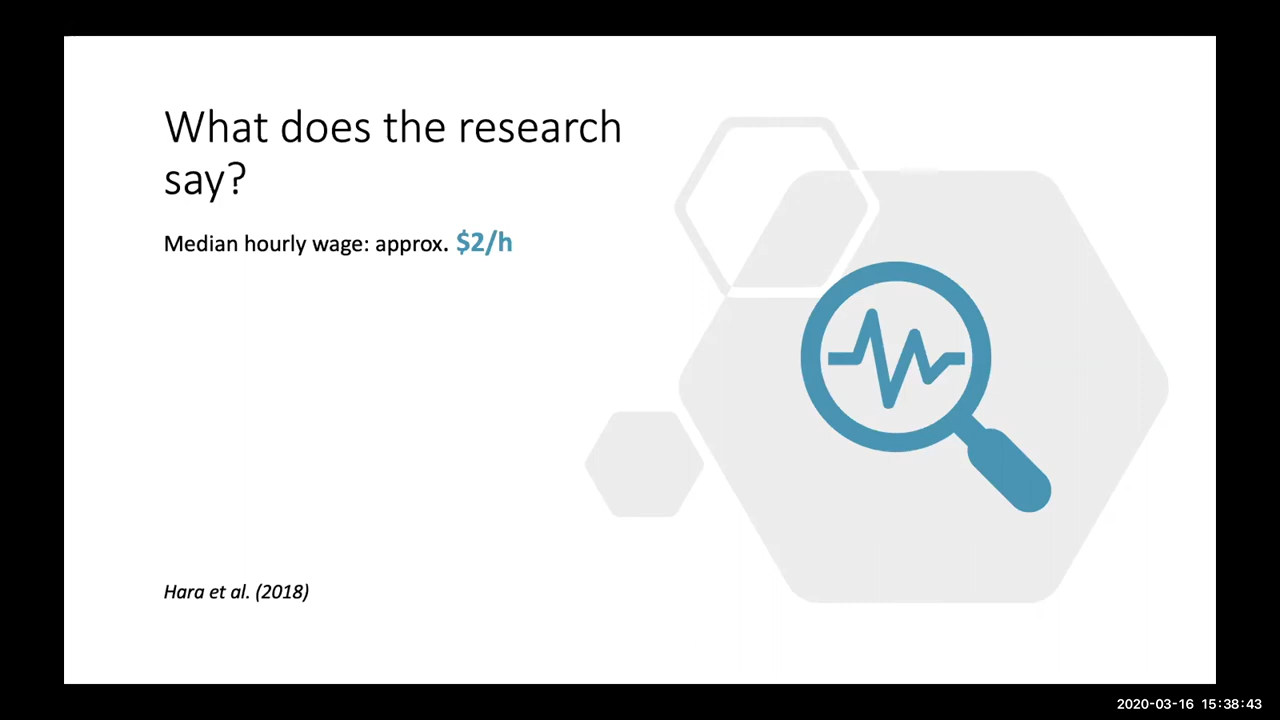 What does the research
say?
Median hourly wage: approx. $2/h
Hara et al. (2018)
2020-03-16 15:38:43